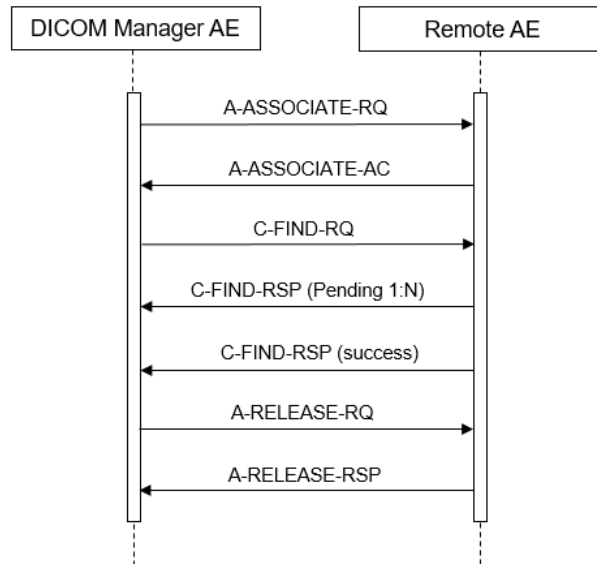 DICOM Manager AE
Remote AE
A-ASSOCIATE-RQ
A-ASSOCIATE-AC
C-FIND-RQ
C-FIND-RSP (Pending 1:N)
C-FIND-RSP (success)
A-RELEASE-RQ
A-RELEASE-RSP